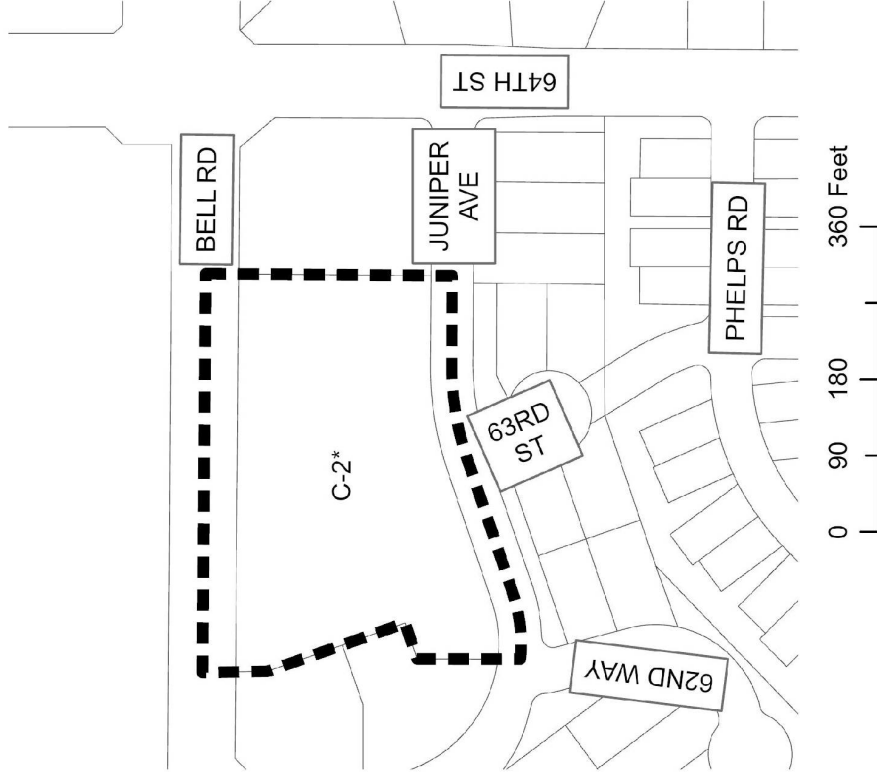 64TH ST
BELL RD
JUNIPER
AVE
PHELPS RD
63RD
ST
C-2*
62ND WAY
0 90 180 360 Feet